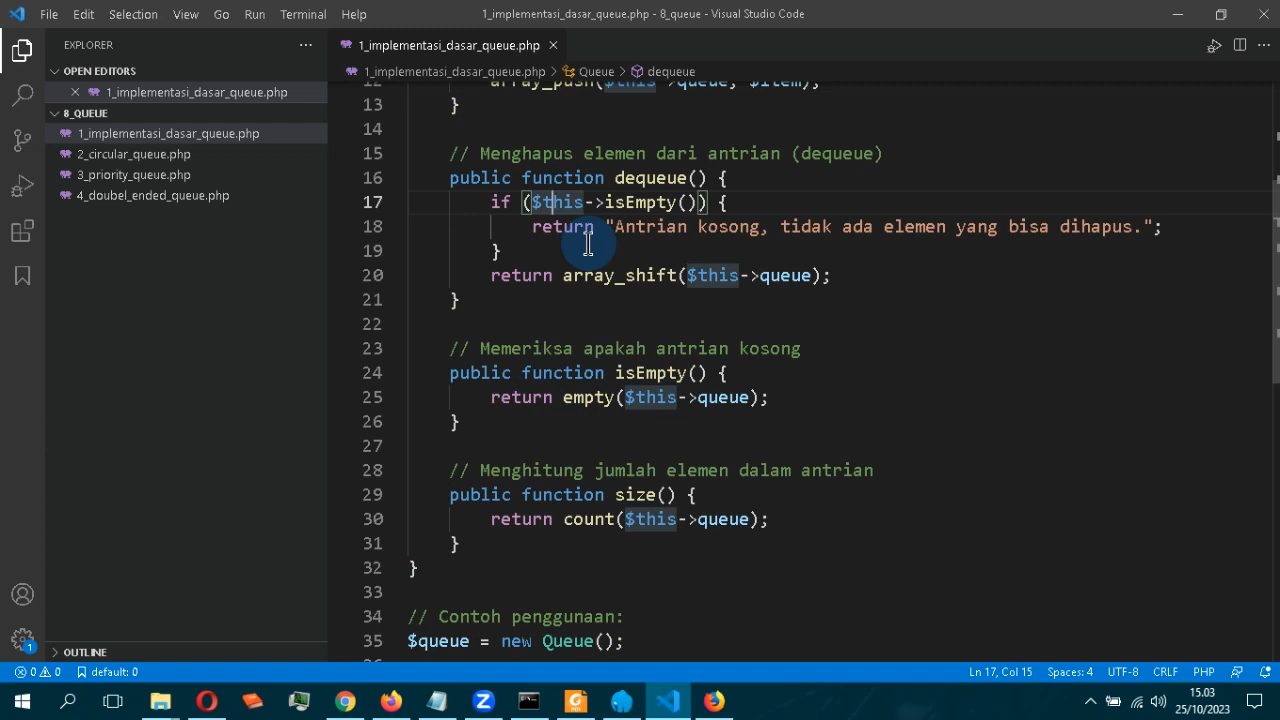 File Edit Selection View Go Run Terminal Help 1_implementasi_dasar_queue.php - 8_queue - Visual Studio Code
EXPLORER
OPEN EDITORS
1_implementasi_dasar_queue.php
8_QUEUE
1_implementasi_dasar_queue.php
2_circular_queue.php
3_priority_queue.php
4_doubel_ended_queue.php
OUTLINE
1_implementasi_dasar_queue.php
1_implementasi_dasar_queue.php > Queue > dequeue
12 array_push($this->queue, $item);
13 }
14
15 // Menghapus elemen dari antrian (dequeue)
16 public function dequeue() {
17 if ($this->isEmpty()) {
18 return "Antrian kosong, tidak ada elemen yang bisa dihapus.";
19 }
20 return array_shift($this->queue);
21 }
22
23 // Memeriksa apakah antrian kosong
24 public function isEmpty() {
25 return empty($this->queue);
26 }
27
28 // Menghitung jumlah elemen dalam antrian
29 public function size() {
30 return count($this->queue);
31 }
32 }
33
34 // Contoh penggunaan:
35 $queue = new Queue();
0 0 default: 0 Ln 17, Col 15 Spaces: 4 UTF-8 CRLF PHP
1
15.03
25/10/2023